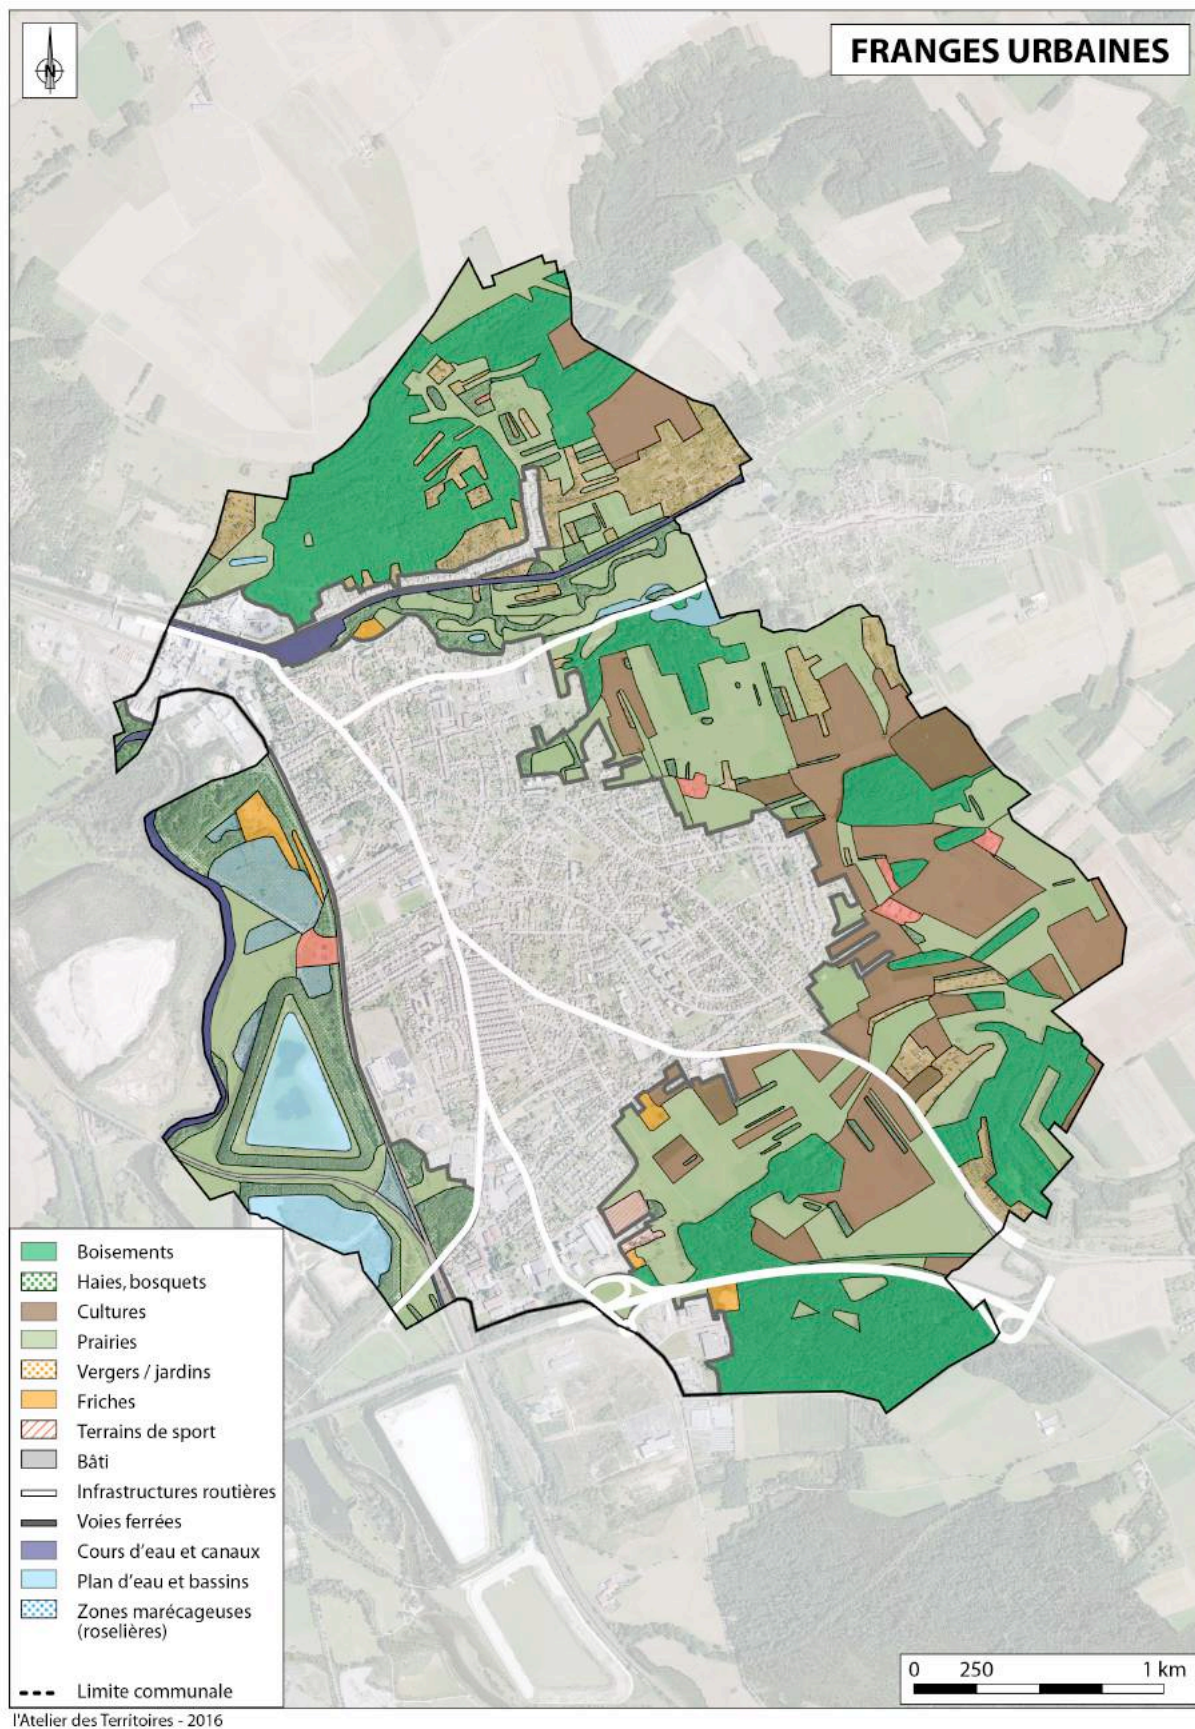 N
FRANGES URBAINES
Boisements
Haies, bosquets
Cultures
Prairies
Vergers / jardins
Friches
Terrains de sport
Bâti
Infrastructures routières
Voies ferrées
Cours d'eau et canaux
Plan d'eau et bassins
Zones marécageuses
(roselières)
Limite communale
0 250 1 km
l'Atelier des Territoires - 2016